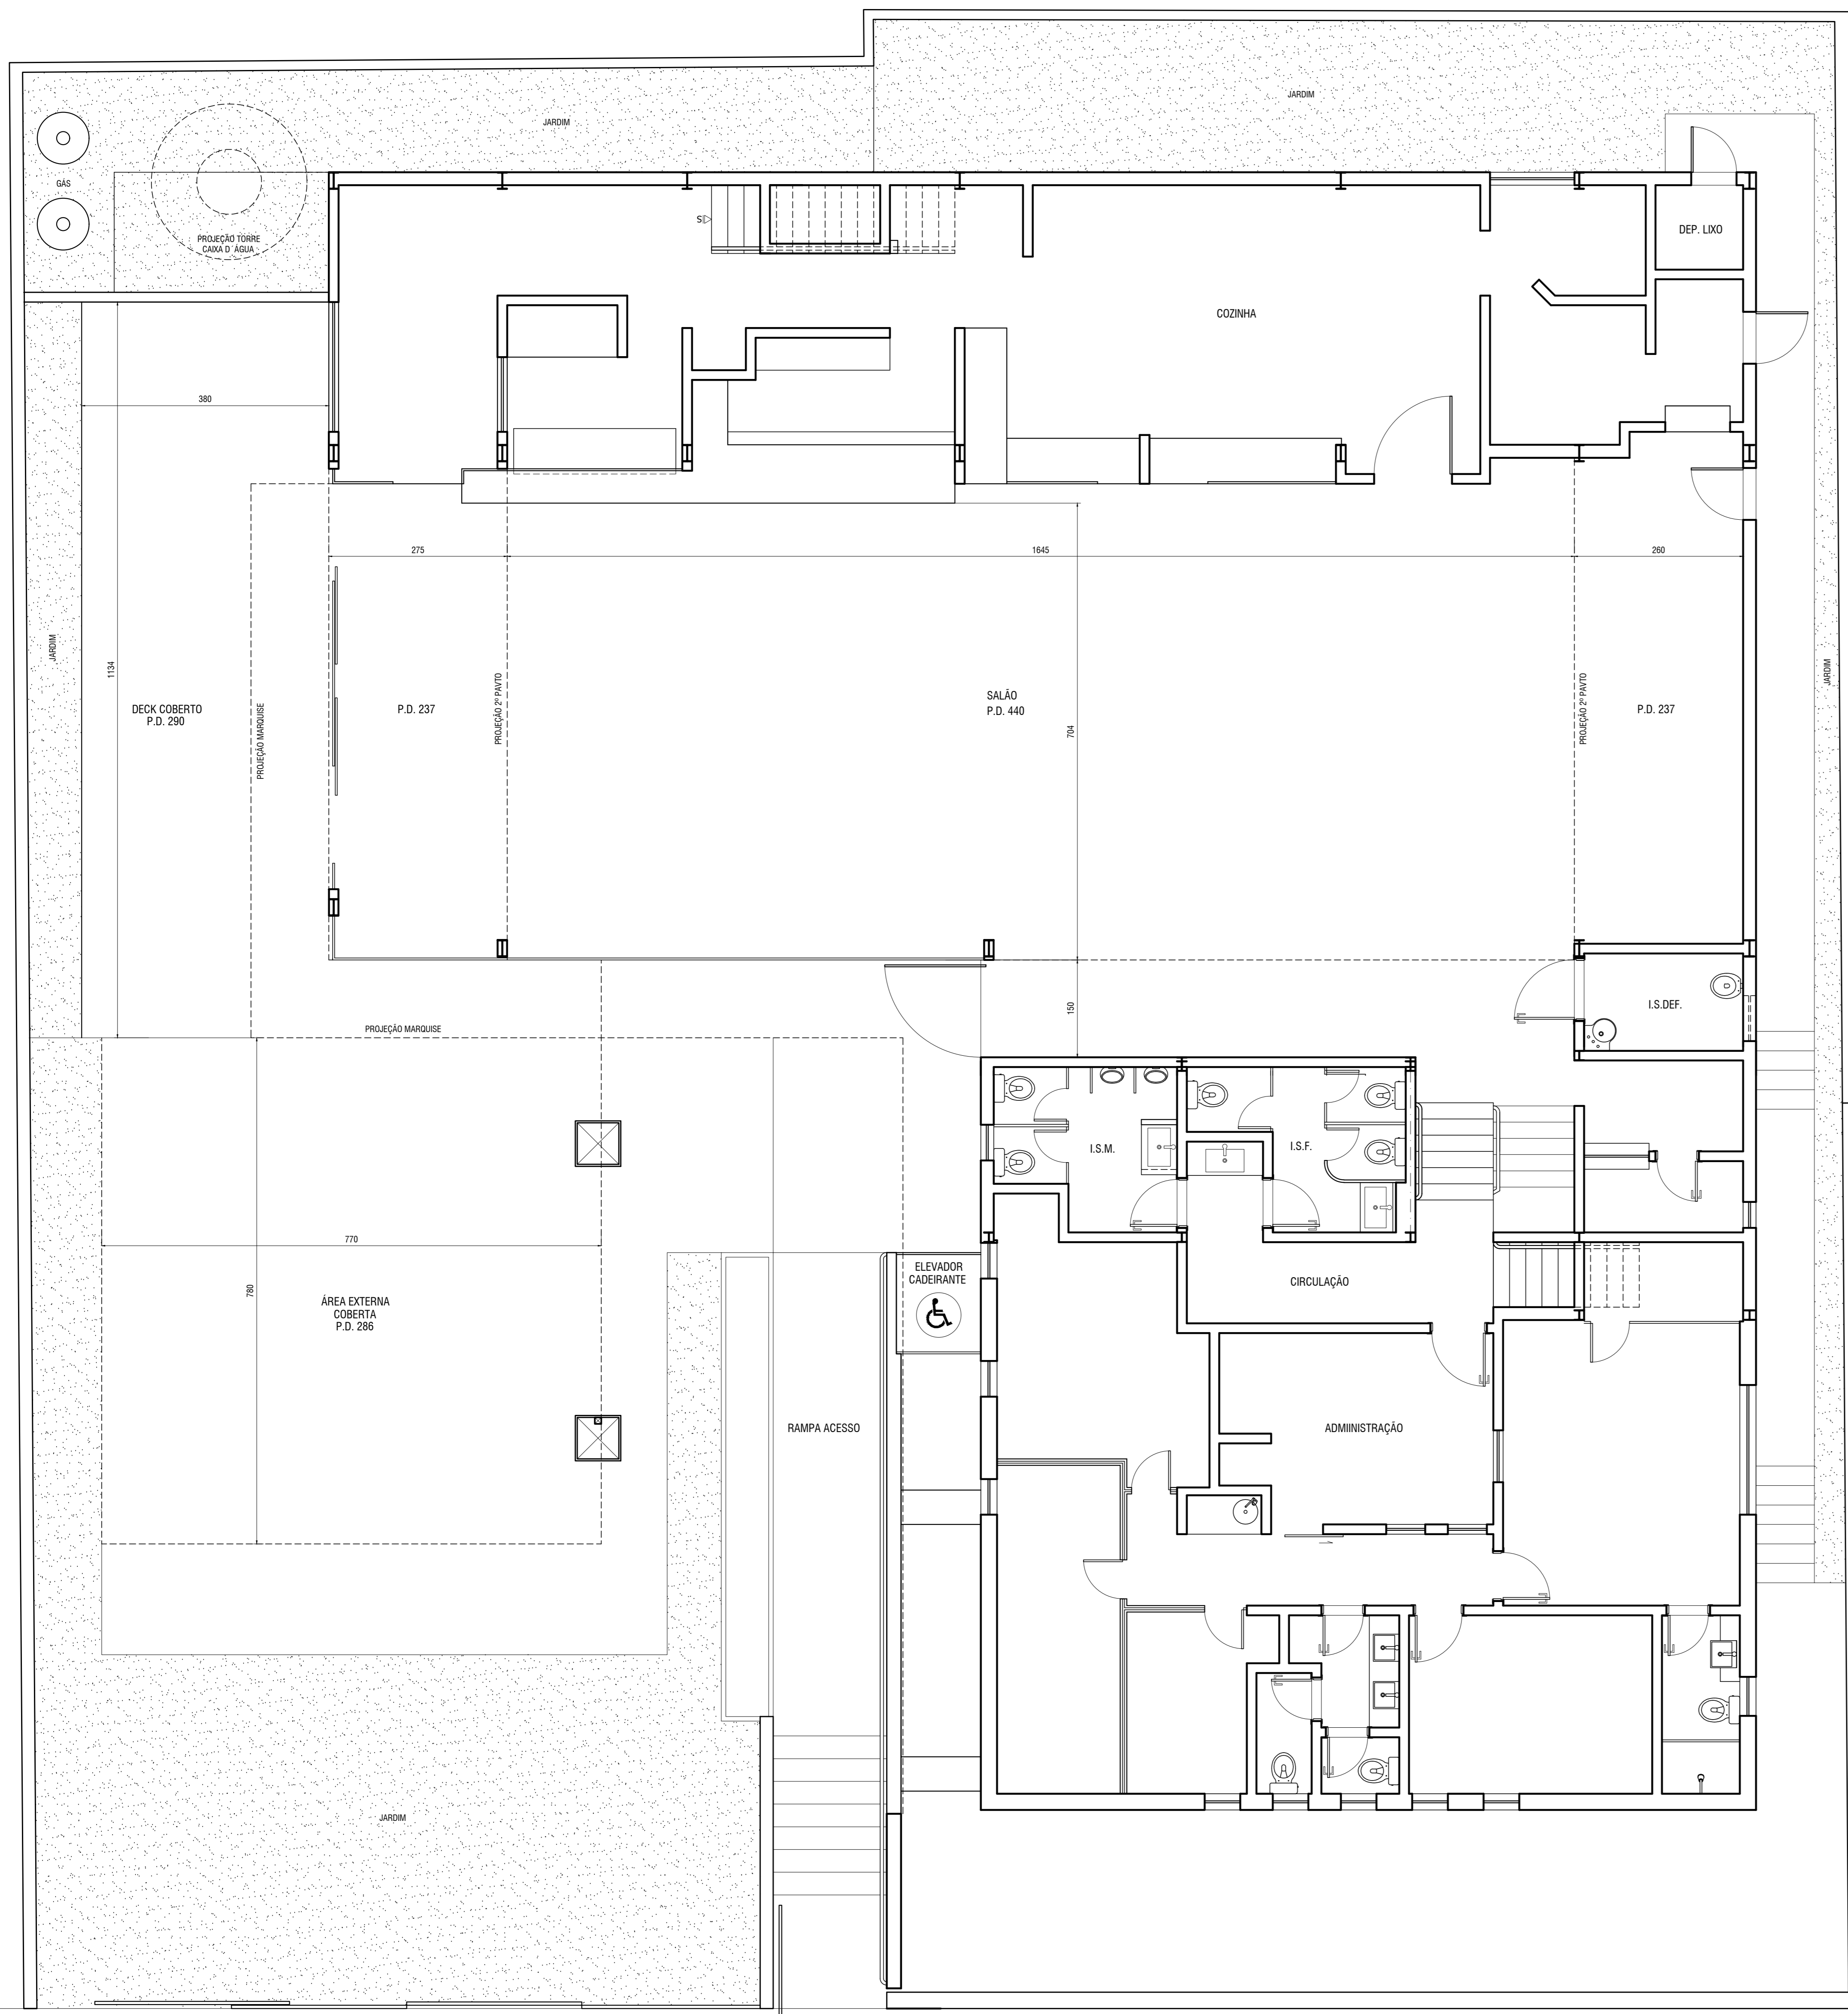 JARDIM
JARDIM
GÁS
PROJEÇÃO TORRE
CAIXA D´ÁGUA
S
DEP. LIXO
COZINHA
380
275
1645
260
JARDIM
1134
DECK COBERTO
P.D. 290
PROJEÇÃO MARQUISE
P.D. 237
PROJEÇÃO 2º PAVTO
SALÃO
P.D. 440
704
PROJEÇÃO 2º PAVTO
P.D. 237
JARDIM
150
I.S.DEF.
PROJEÇÃO MARQUISE
I.S.M.
I.S.F.
770
780
ELEVADOR
CADEIRANTE
CIRCULAÇÃO
ÁREA EXTERNA
COBERTA
P.D. 286
RAMPA ACESSO
ADMIINISTRAÇÃO
JARDIM